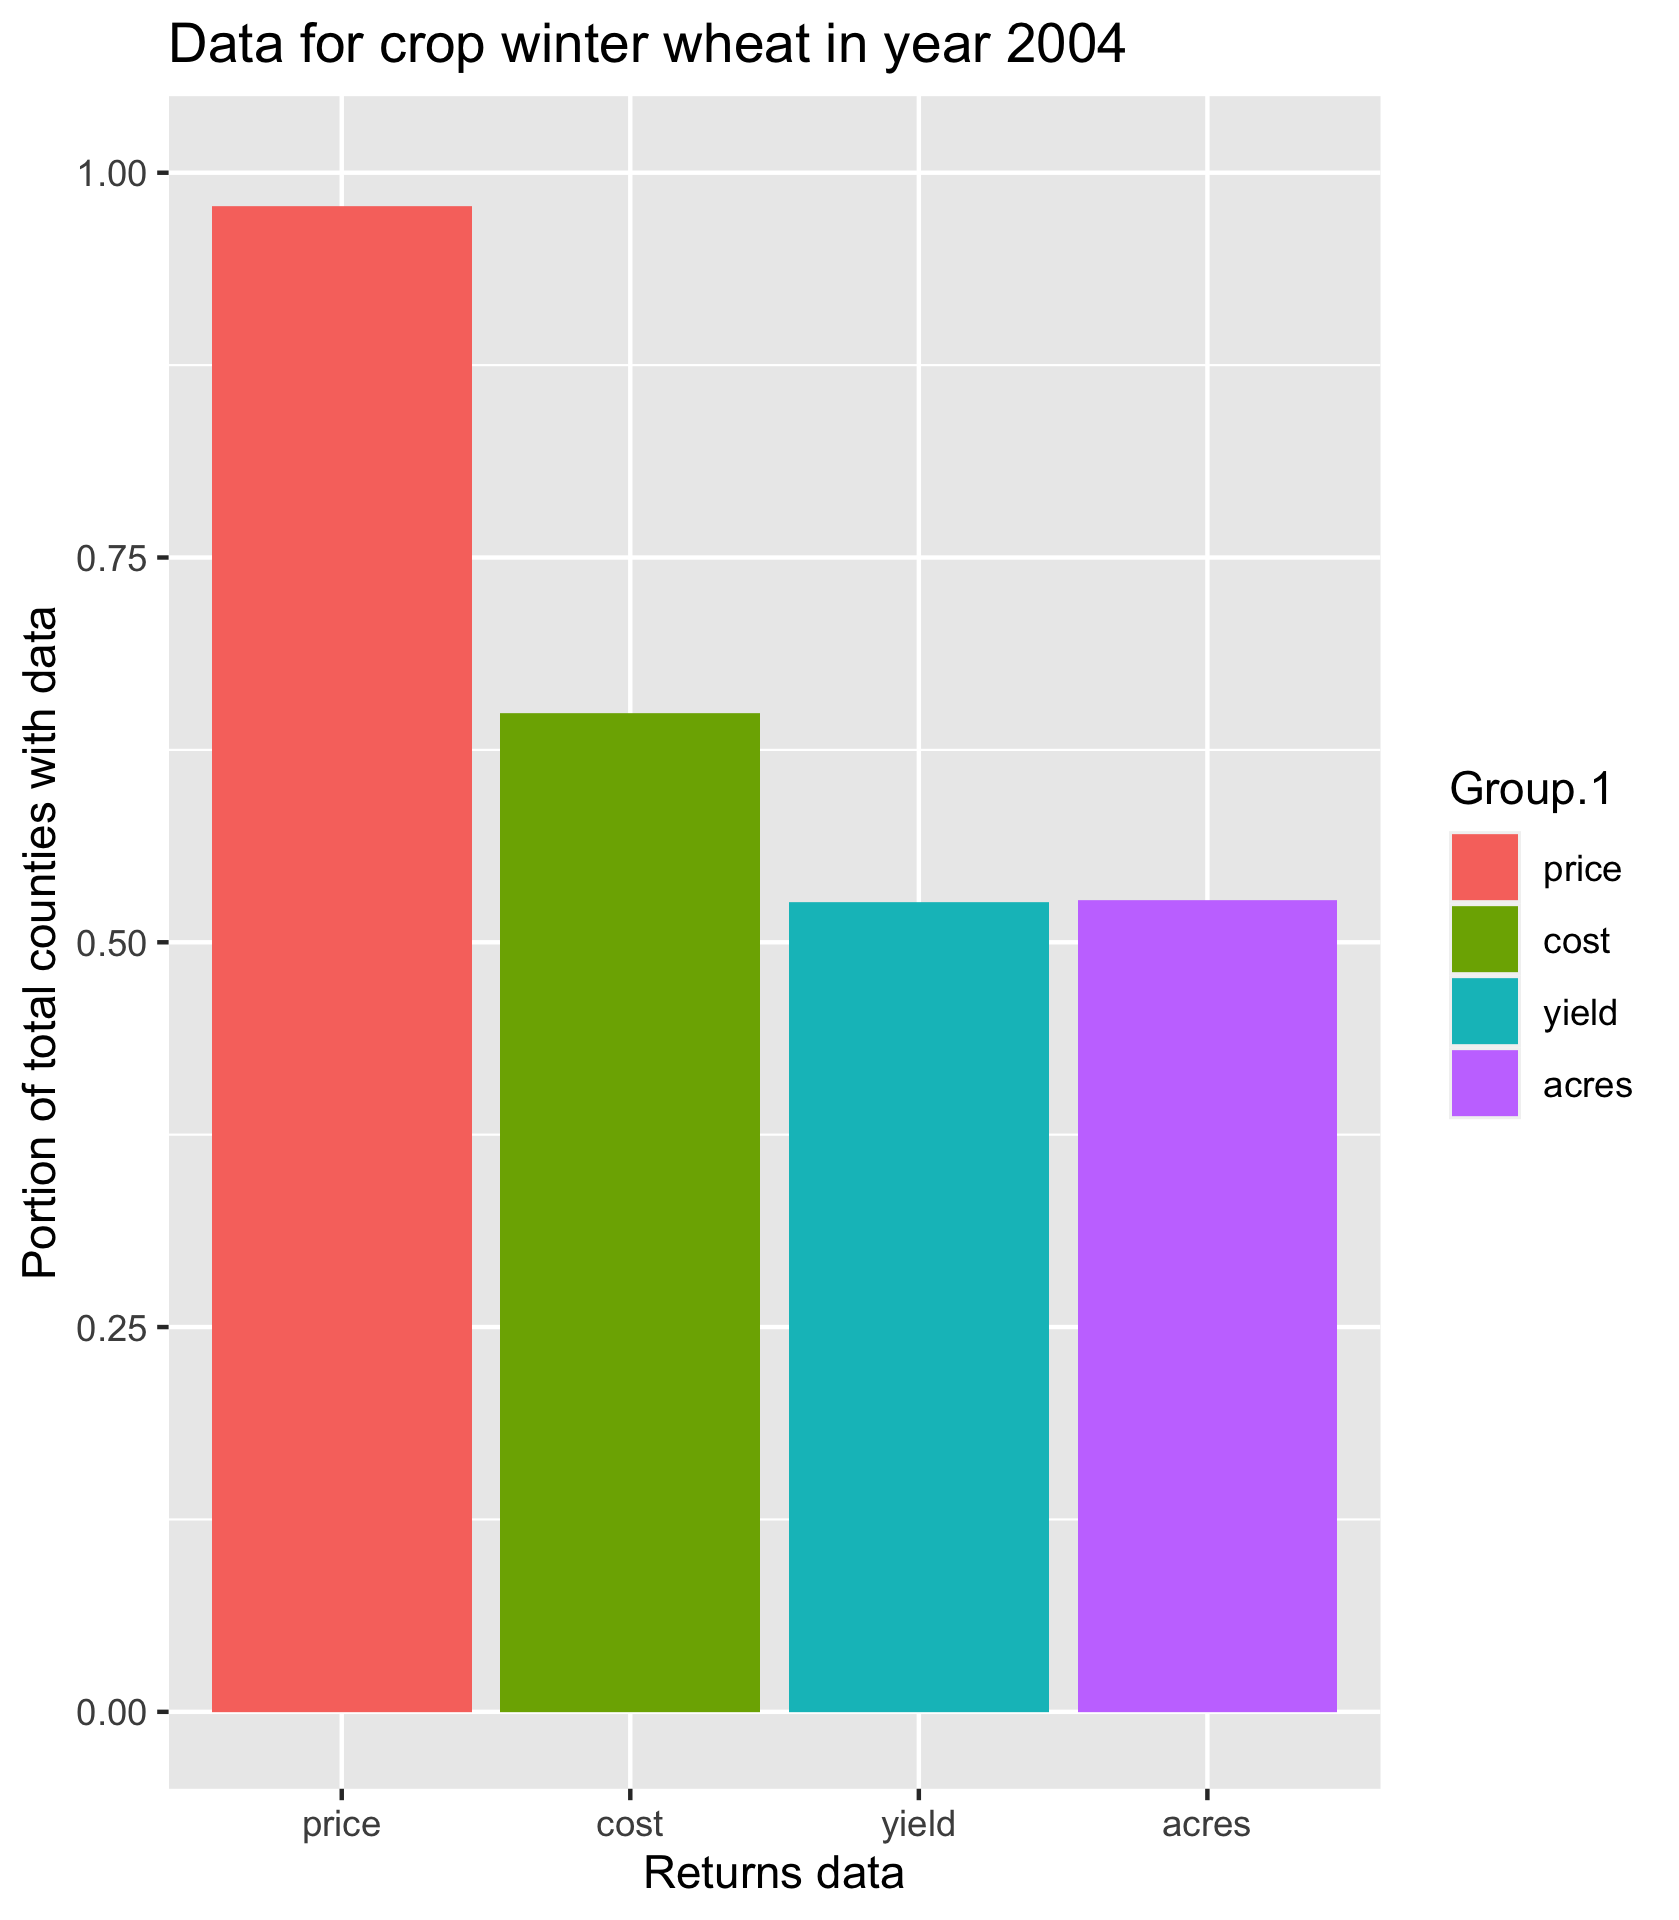 Data for crop winter wheat in year 2004
Portion of total counties with data
1.00
0.75
0.50
0.25
0.00
price cost yield acres
Returns data
Group.1
price
cost
yield
acres